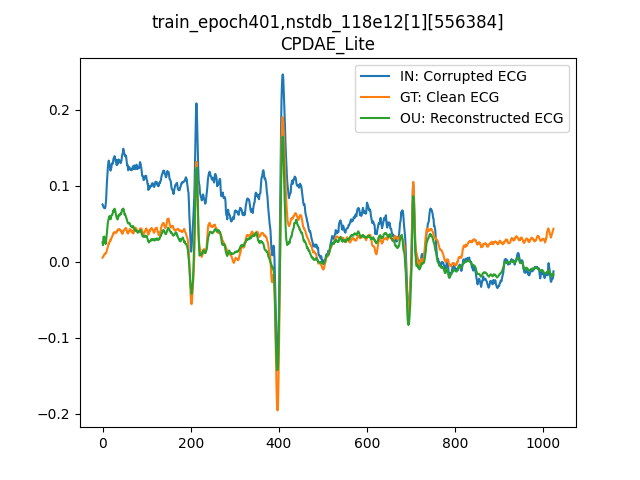 train_epoch401,nstdb_118e12[1][556384]
CPDAE_Lite
IN: Corrupted ECG
GT: Clean ECG
OU: Reconstructed ECG
0.2
0.1
0.0
−0.1
−0.2
0 200 400 600 800 1000